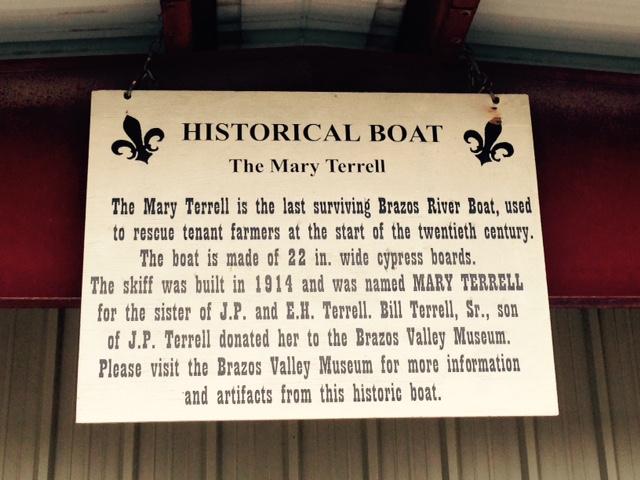 HISTORICAL BOAT
The Mary Terrell
The Mary Terrell is the last surviving Brazos River Boat, used
to rescue tenant farmers at the start of the twentieth century.
The boat is made of 22 in. wide cypress boards.
The skiff was built in 1914 and was named MARY TERRELL
for the sister of J.P. and E.H. Terrell. Bill Terrell, Sr., son
of J.P. Terrell donated her to the Brazos Valley Museum.
Please visit the Brazos Valley Museum for more information
and artifacts from this historic boat.